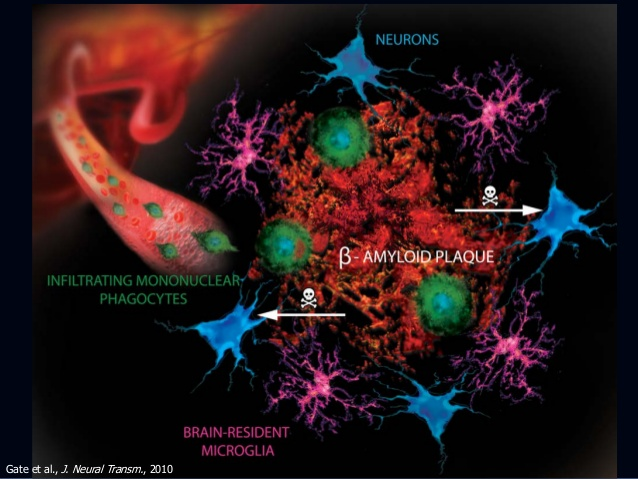 NEURONS
β- AMYLOID PLAQUE
INFILTRATING MONONUCLEAR
PHAGOCYTES
BRAIN-RESIDENT
MICROGLIA
Gate et al., J. Neural Transm., 2010